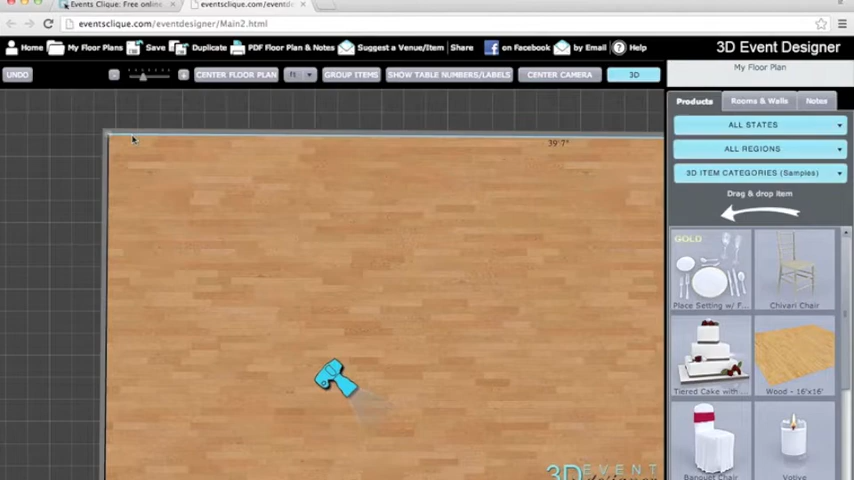 Events Clique: Free online
eventsclique.com/eventde
eventsclique.com/eventdesigner/Main2.html
Home My Floor Plans Save Duplicate PDF Floor Plan & Notes Suggest a Venue/Item Share on Facebook by Email Help 3D Event Designer
UNDO CENTER FLOOR PLAN ft GROUP ITEMS SHOW TABLE NUMBERS/LABELS CENTER CAMERA 3D
My Floor Plan
Products Rooms & Walls Notes
ALL STATES
ALL REGIONS
3D ITEM CATEGORIES (Samples)
Drag & drop item
39' 7"
GOLD
Place Setting w/ F
Chivari Chair
Tiered Cake with
Wood - 16'x16'
Banquet Chair
Votive
3D EVENT
designer